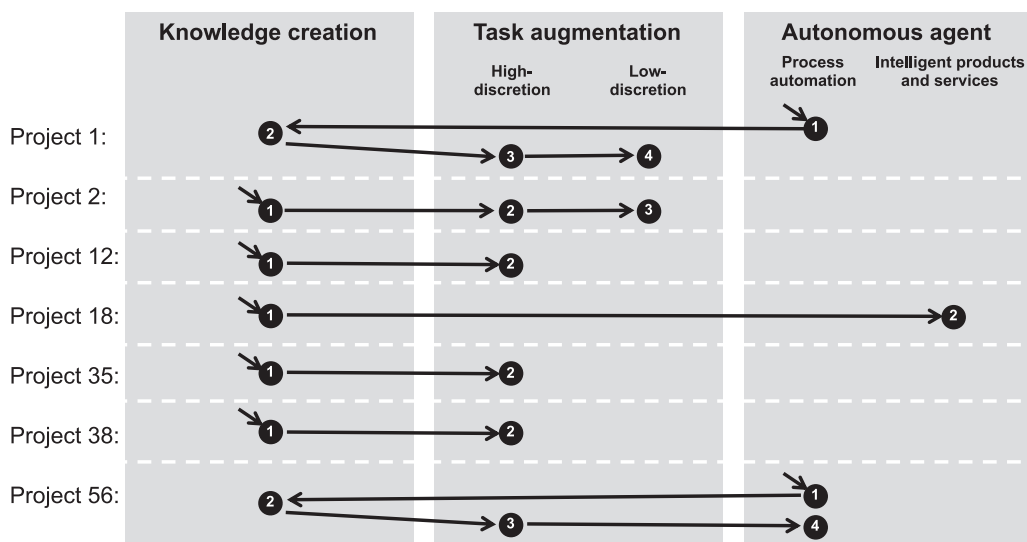 Knowledge creation
Task augmentation
Autonomous agent
High-
discretion
Low-
discretion
Process
automation
Intelligent products
and services
Project 1:
2
1
3
4
Project 2:
1
2
3
Project 12:
1
2
Project 18:
1
2
Project 35:
1
2
Project 38:
1
2
Project 56:
2
1
3
4